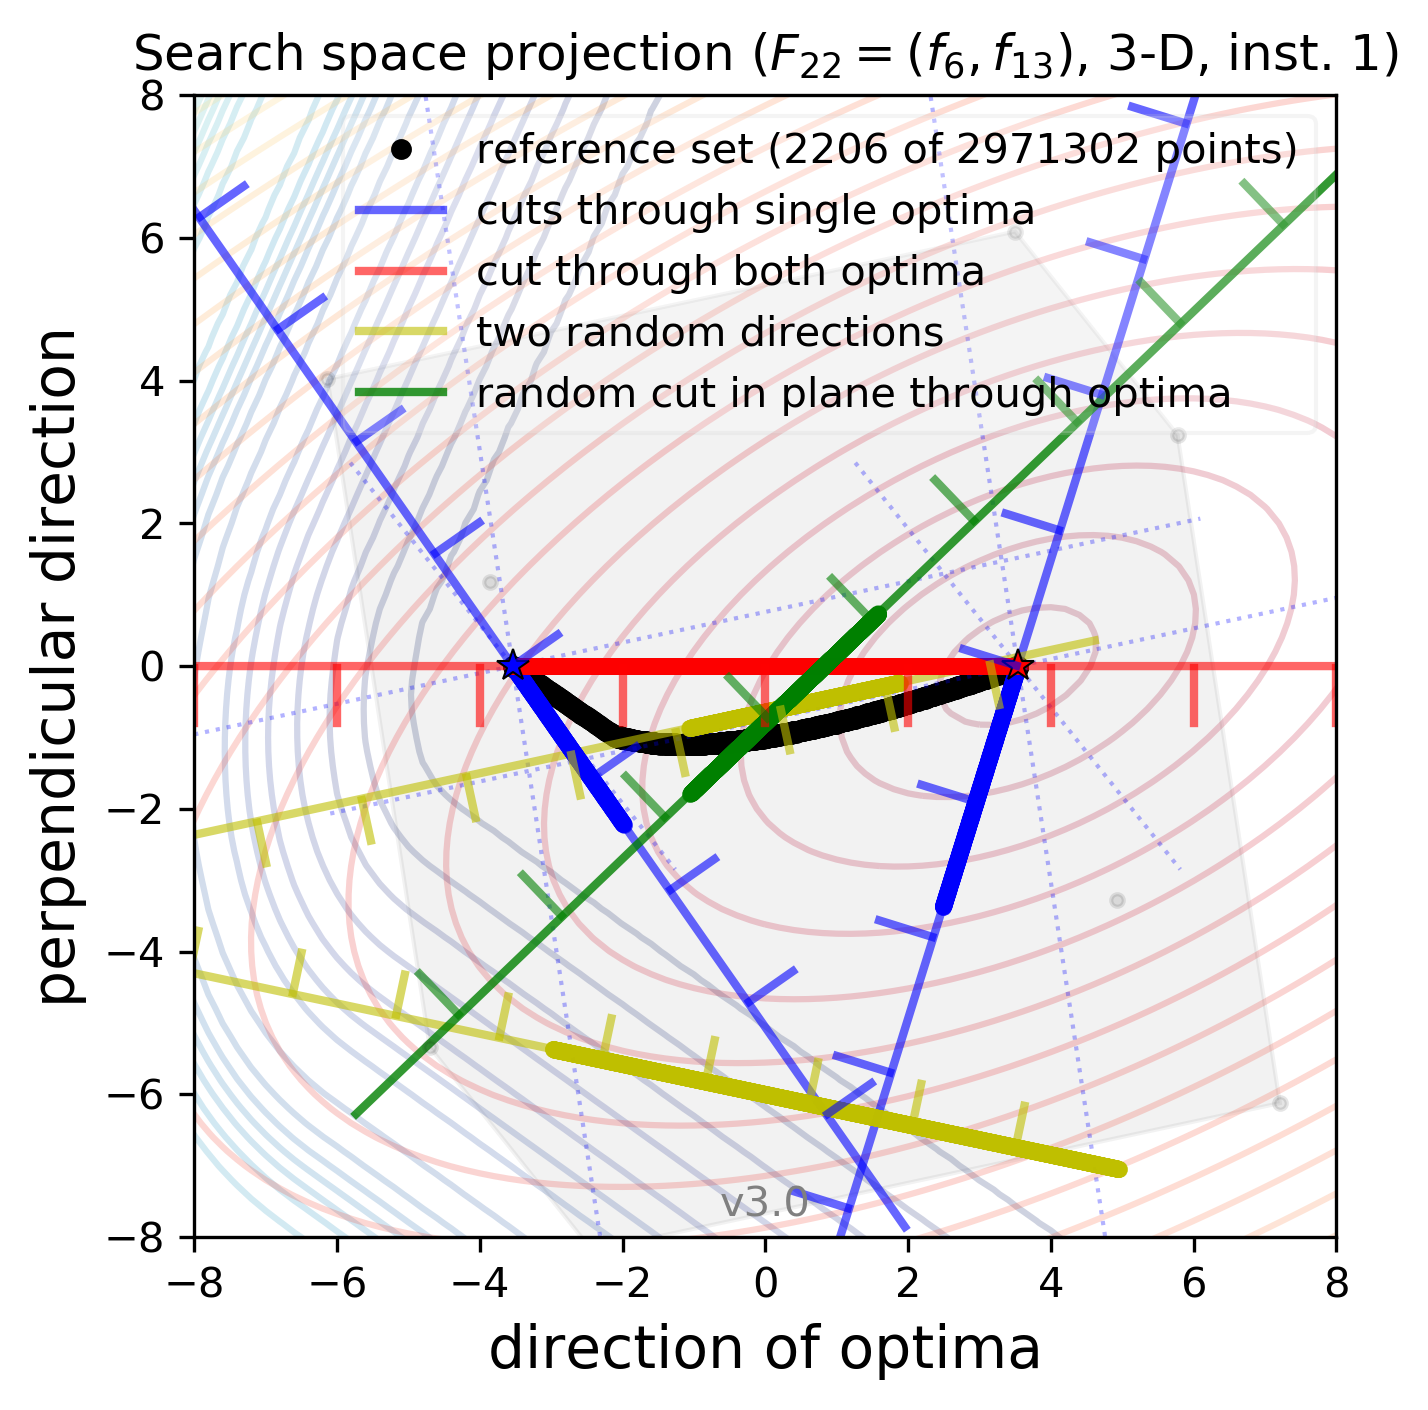 Search space projection (F₂₂ = (f₆, f₁₃), 3-D, inst. 1)
reference set (2206 of 2971302 points)
cuts through single optima
cut through both optima
two random directions
random cut in plane through optima
8
6
4
2
0
−2
−4
−6
−8
perpendicular direction
v3.0
−8 −6 −4 −2 0 2 4 6 8
direction of optima